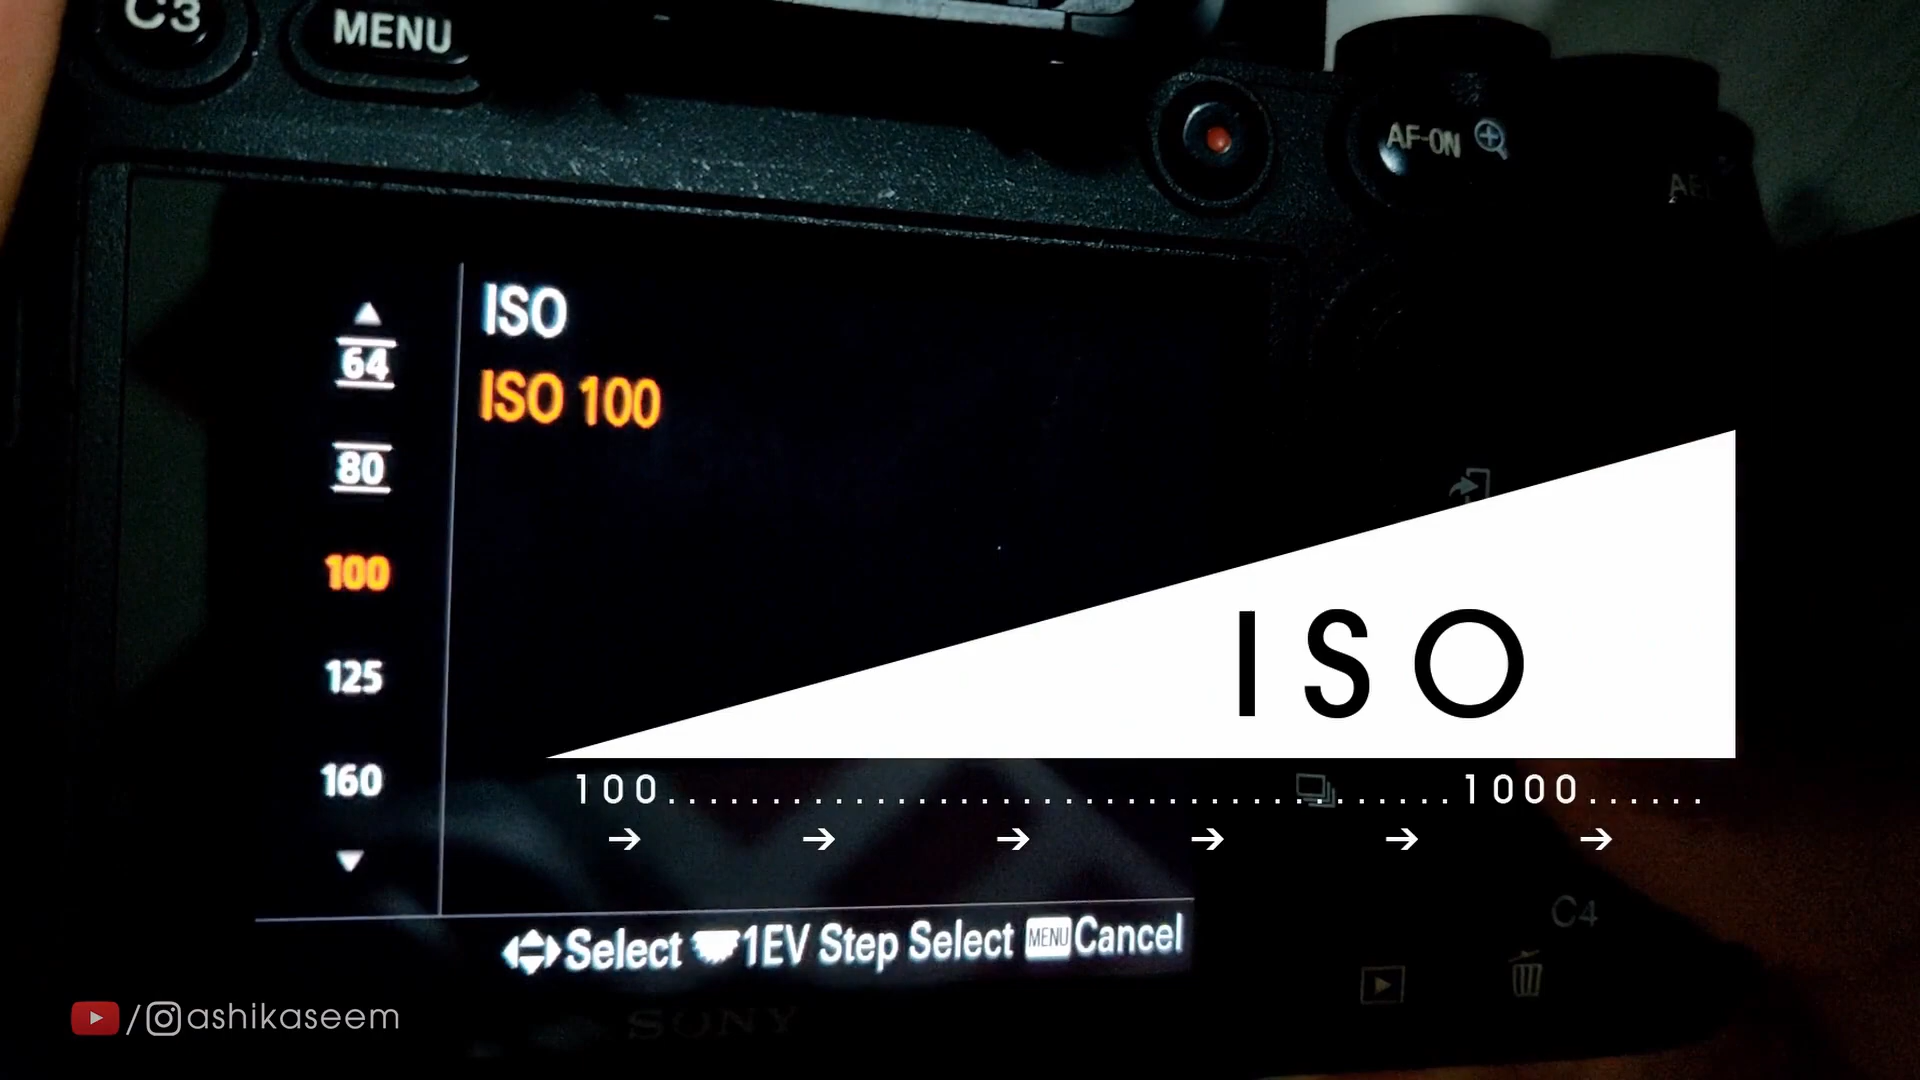 C3
MENU
AF-ON
ISO
64
ISO 100
80
100
125
160
ISO
100.....................................1000......
Select 1EV Step Select MENU Cancel
C4
/ashikaseem
SONY